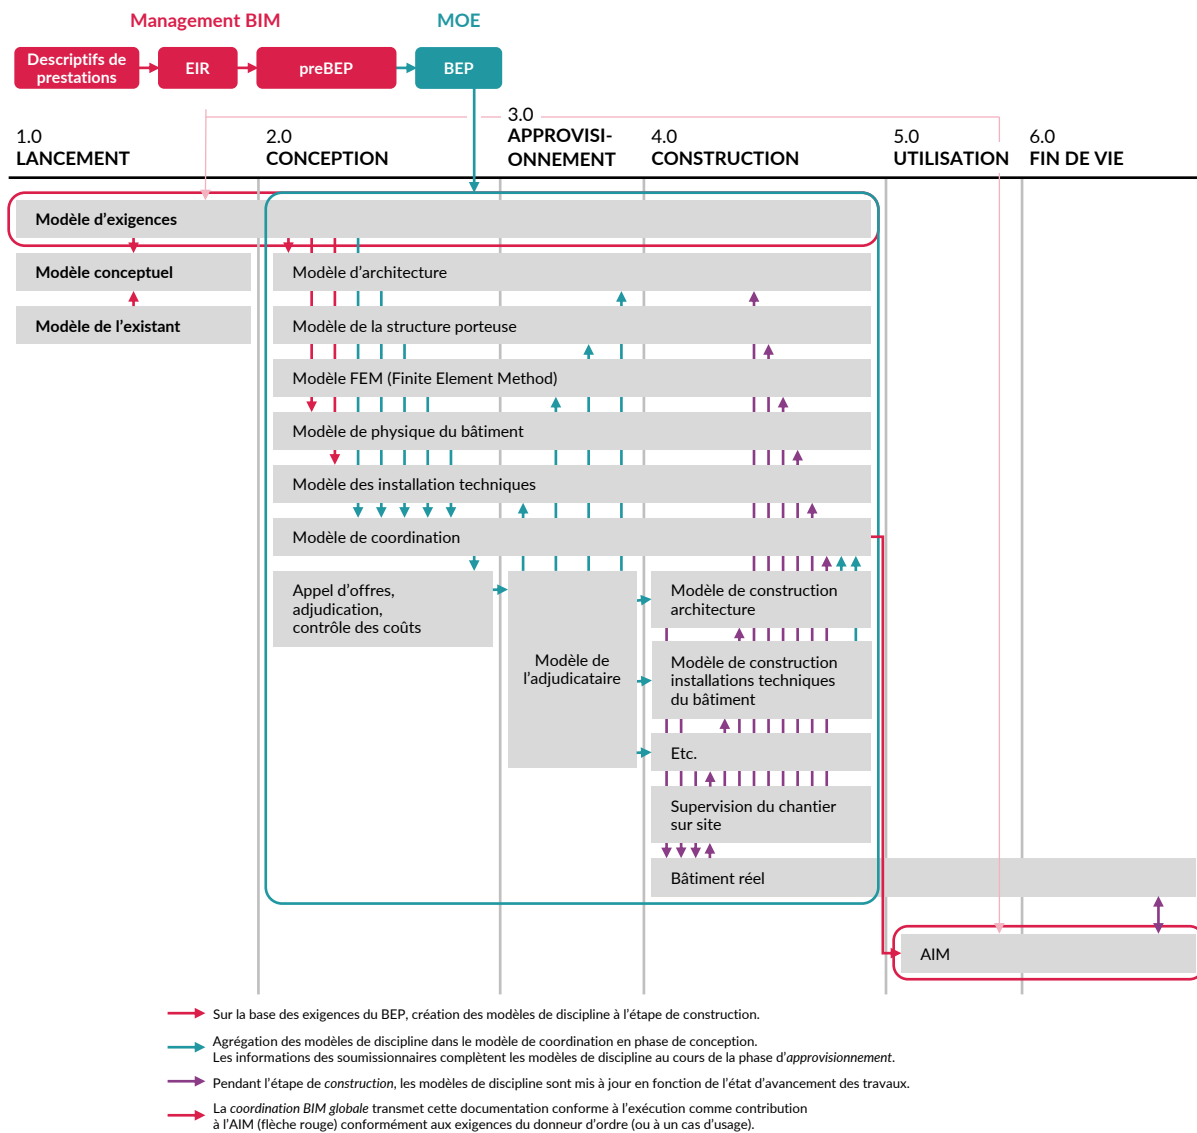 Management BIM
MOE
Descriptifs de
prestations
EIR
preBEP
BEP
1.0
LANCEMENT
2.0
CONCEPTION
3.0
APPROVISI-
ONNEMENT
4.0
CONSTRUCTION
5.0
UTILISATION
6.0
FIN DE VIE
Modèle d'exigences
Modèle conceptuel
Modèle de l'existant
Modèle d'architecture
Modèle de la structure porteuse
Modèle FEM (Finite Element Method)
Modèle de physique du bâtiment
Modèle des installation techniques
Modèle de coordination
Appel d'offres,
adjudication,
contrôle des coûts
Modèle de
l'adjudicataire
Modèle de construction
architecture
Modèle de construction
installations techniques
du bâtiment
Etc.
Supervision du chantier
sur site
Bâtiment réel
AIM
Sur la base des exigences du BEP, création des modèles de discipline à l'étape de construction.
Agrégation des modèles de discipline dans le modèle de coordination en phase de conception.
Les informations des soumissionnaires complètent les modèles de discipline au cours de la phase d'approvisionnement.
Pendant l'étape de construction, les modèles de discipline sont mis à jour en fonction de l'état d'avancement des travaux.
La coordination BIM globale transmet cette documentation conforme à l'exécution comme contribution
à l'AIM (flèche rouge) conformément aux exigences du donneur d'ordre (ou à un cas d'usage).